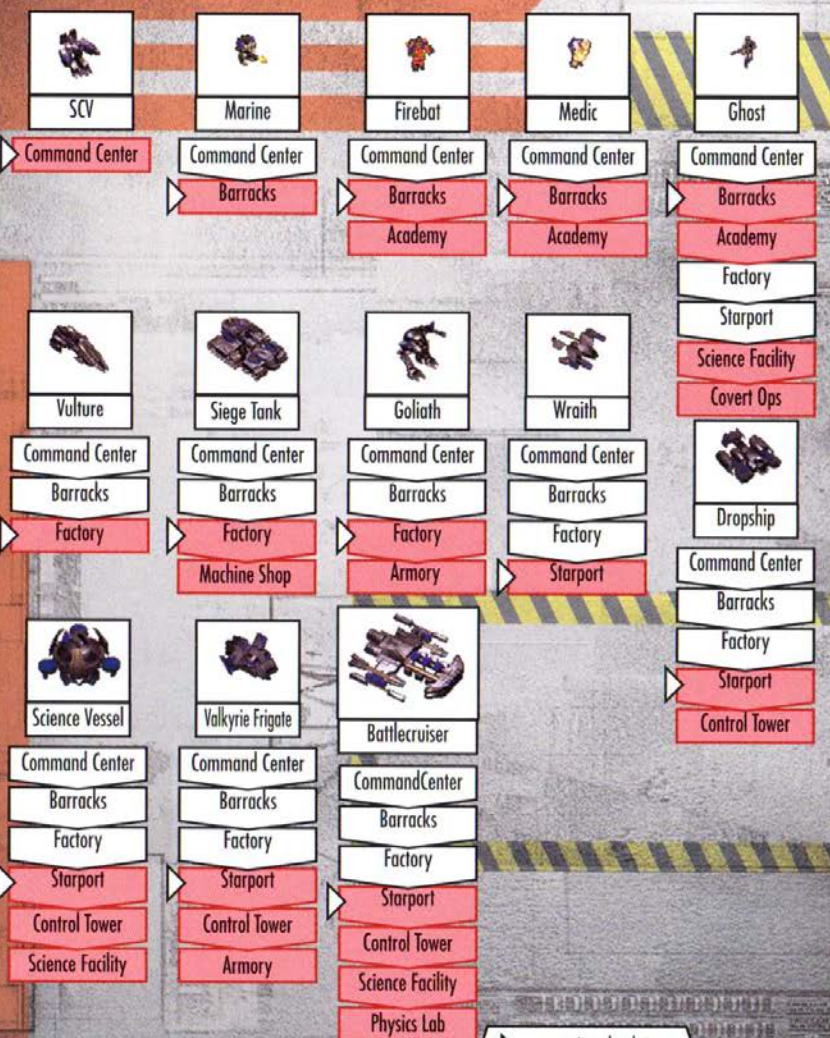 SCV
Command Center
Marine
Command Center
Barracks
Firebat
Command Center
Barracks
Academy
Medic
Command Center
Barracks
Academy
Ghost
Command Center
Barracks
Academy
Factory
Starport
Science Facility
Covert Ops
Vulture
Command Center
Barracks
Factory
Siege Tank
Command Center
Barracks
Factory
Machine Shop
Goliath
Command Center
Barracks
Factory
Armory
Wraith
Command Center
Barracks
Factory
Starport
Dropship
Command Center
Barracks
Factory
Starport
Control Tower
Science Vessel
Command Center
Barracks
Factory
Starport
Control Tower
Science Facility
Valkyrie Frigate
Command Center
Barracks
Factory
Starport
Control Tower
Armory
Battlecruiser
CommandCenter
Barracks
Factory
Starport
Control Tower
Science Facility
Physics Lab